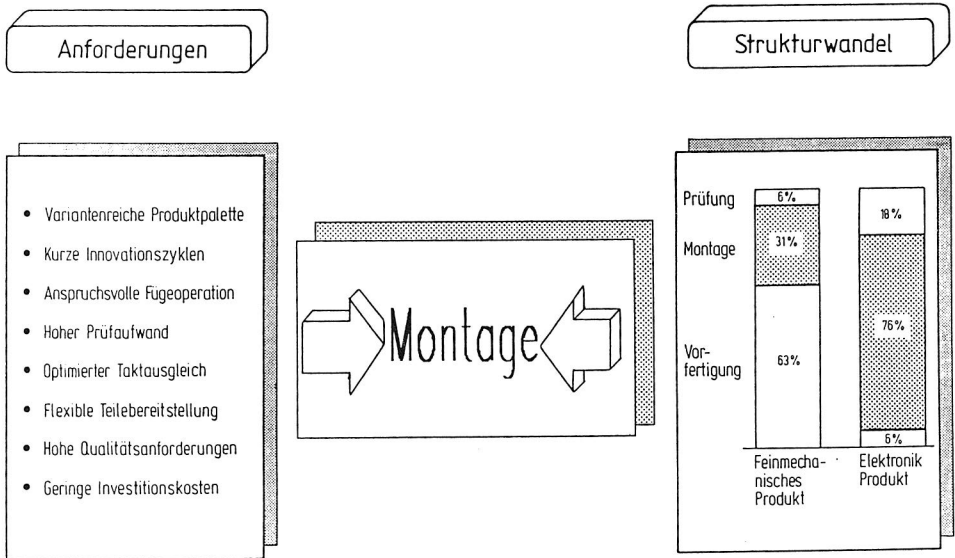 Anforderungen
Strukturwandel
• Variantenreiche Produktpalette
• Kurze Innovationszyklen
• Anspruchsvolle Fügeoperation
• Hoher Prüfaufwand
• Optimierter Taktausgleich
• Flexible Teilebereitstellung
• Hohe Qualitätsanforderungen
• Geringe Investitionskosten
Montage
Prüfung
Montage
Vor-
fertigung
6%
31%
63%
18%
76%
6%
Feinmecha-
nisches
Produkt
Elektronik
Produkt